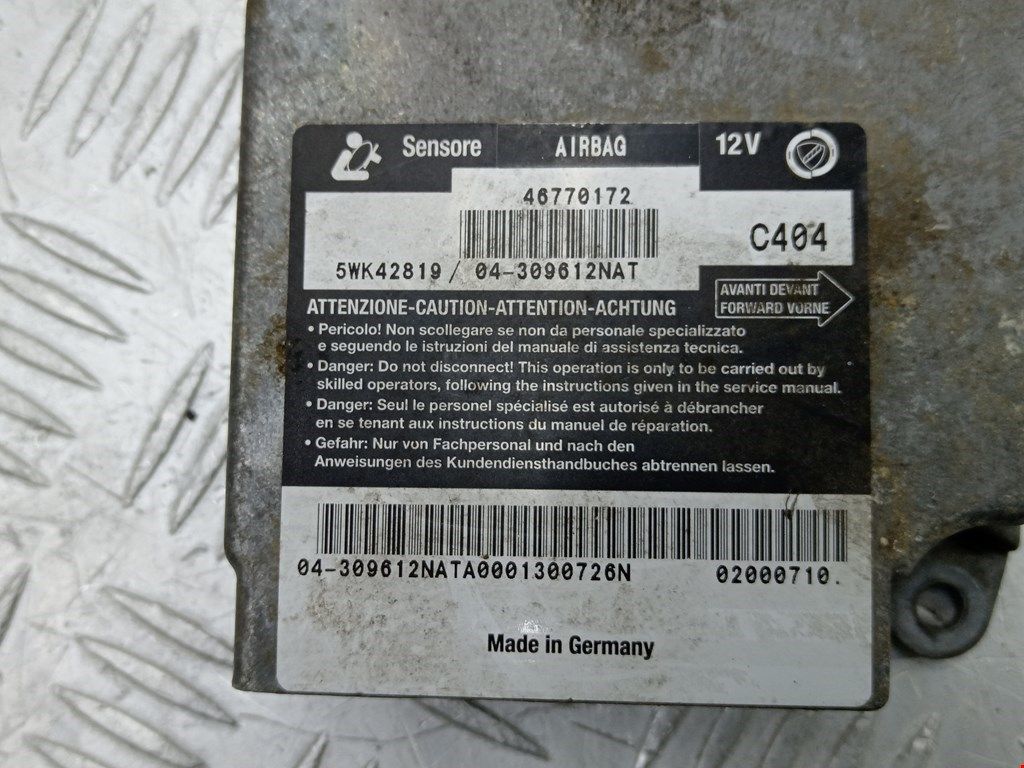 Sensore AIRBAG 12V
46770172
C404
5WK42819 / 04-309612NAT
ATTENZIONE-CAUTION-ATTENTION-ACHTUNG
AVANTI DEVANT
FORWARD VORNE
• Pericolo! Non scollegare se non da personale specializzato
e seguendo le istruzioni del manuale di assistenza tecnica.
• Danger: Do not disconnect! This operation is only to be carried out by
skilled operators, following the instructions given in the service manual.
• Danger: Seul le personel spécialisé est autorisé à débrancher
en se tenant aux instructions du manuel de réparation.
• Gefahr: Nur von Fachpersonal und nach den
Anweisungen des Kundendiensthandbuches abtrennen lassen.
04-309612NATA0001300726N 02000710.
Made in Germany